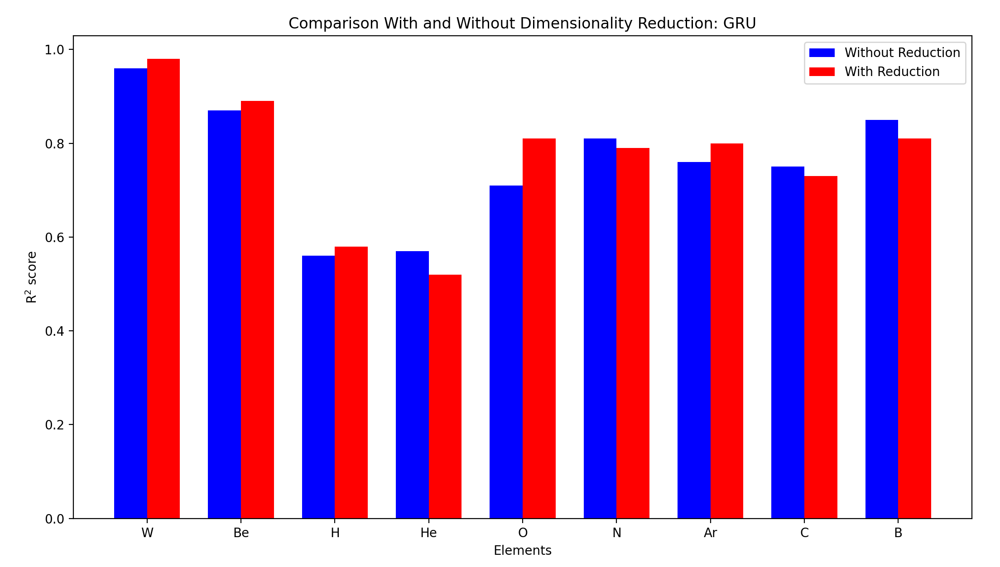 Comparison With and Without Dimensionality Reduction: GRU
Without Reduction
With Reduction
1.0
0.8
0.6
0.4
0.2
0.0
R² score
W Be H He O N Ar C B
Elements